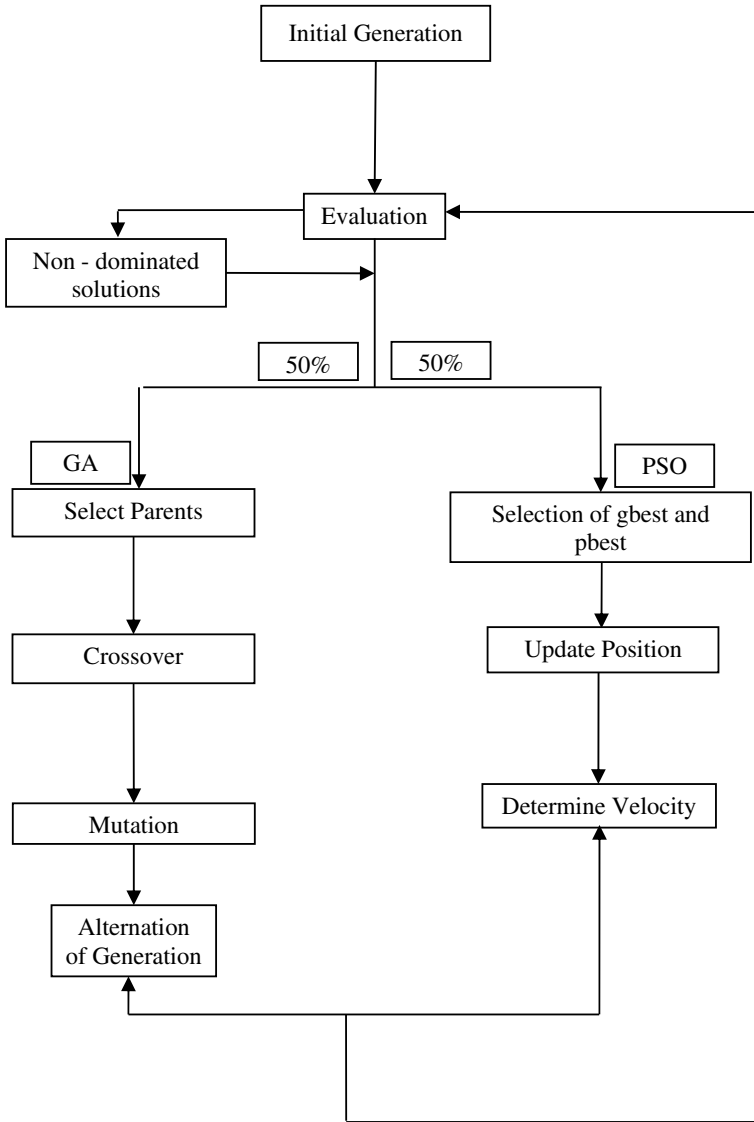 Initial Generation
Evaluation
Non - dominated
solutions
50%
50%
GA
PSO
Select Parents
Selection of gbest and
pbest
Crossover
Update Position
Mutation
Determine Velocity
Alternation
of Generation